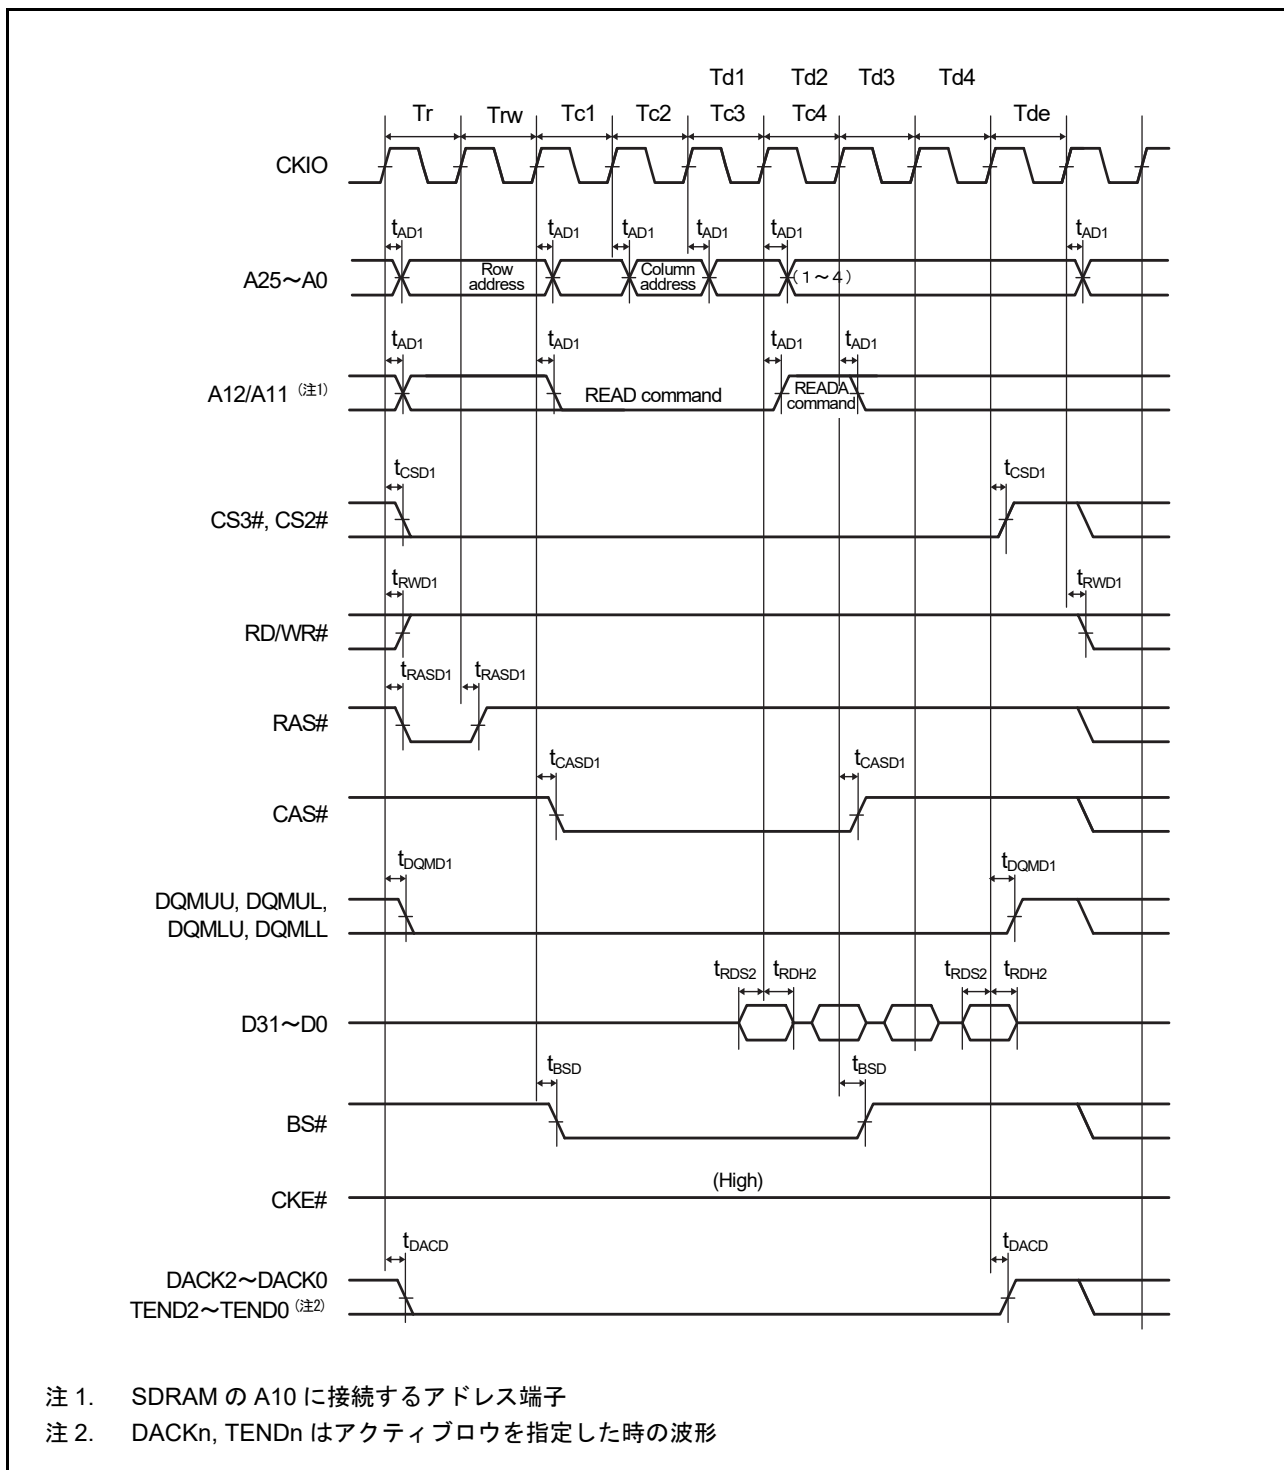 Td1 Td2 Td3 Td4
Tr Trw Tc1 Tc2 Tc3 Tc4 Tde
CKIO
tAD1 tAD1 tAD1 tAD1 tAD1 tAD1
A25～A0 Row address Column address (1～4)
tAD1 tAD1 tAD1 tAD1
A12/A11 (注1) READ command READA command
tCSD1 tCSD1
CS3#, CS2#
tRWD1 tRWD1
RD/WR#
tRASD1 tRASD1
RAS#
tCASD1 tCASD1
CAS#
tDQMD1 tDQMD1
DQMUU, DQMUL,
DQMLU, DQMLL
tRDS2 tRDH2 tRDS2 tRDH2
D31～D0
tBSD tBSD
BS#
(High)
CKE#
tDACD tDACD
DACK2～DACK0
TEND2～TEND0 (注2)
注 1. SDRAM の A10 に接続するアドレス端子
注 2. DACKn, TENDn はアクティブロウを指定した時の波形